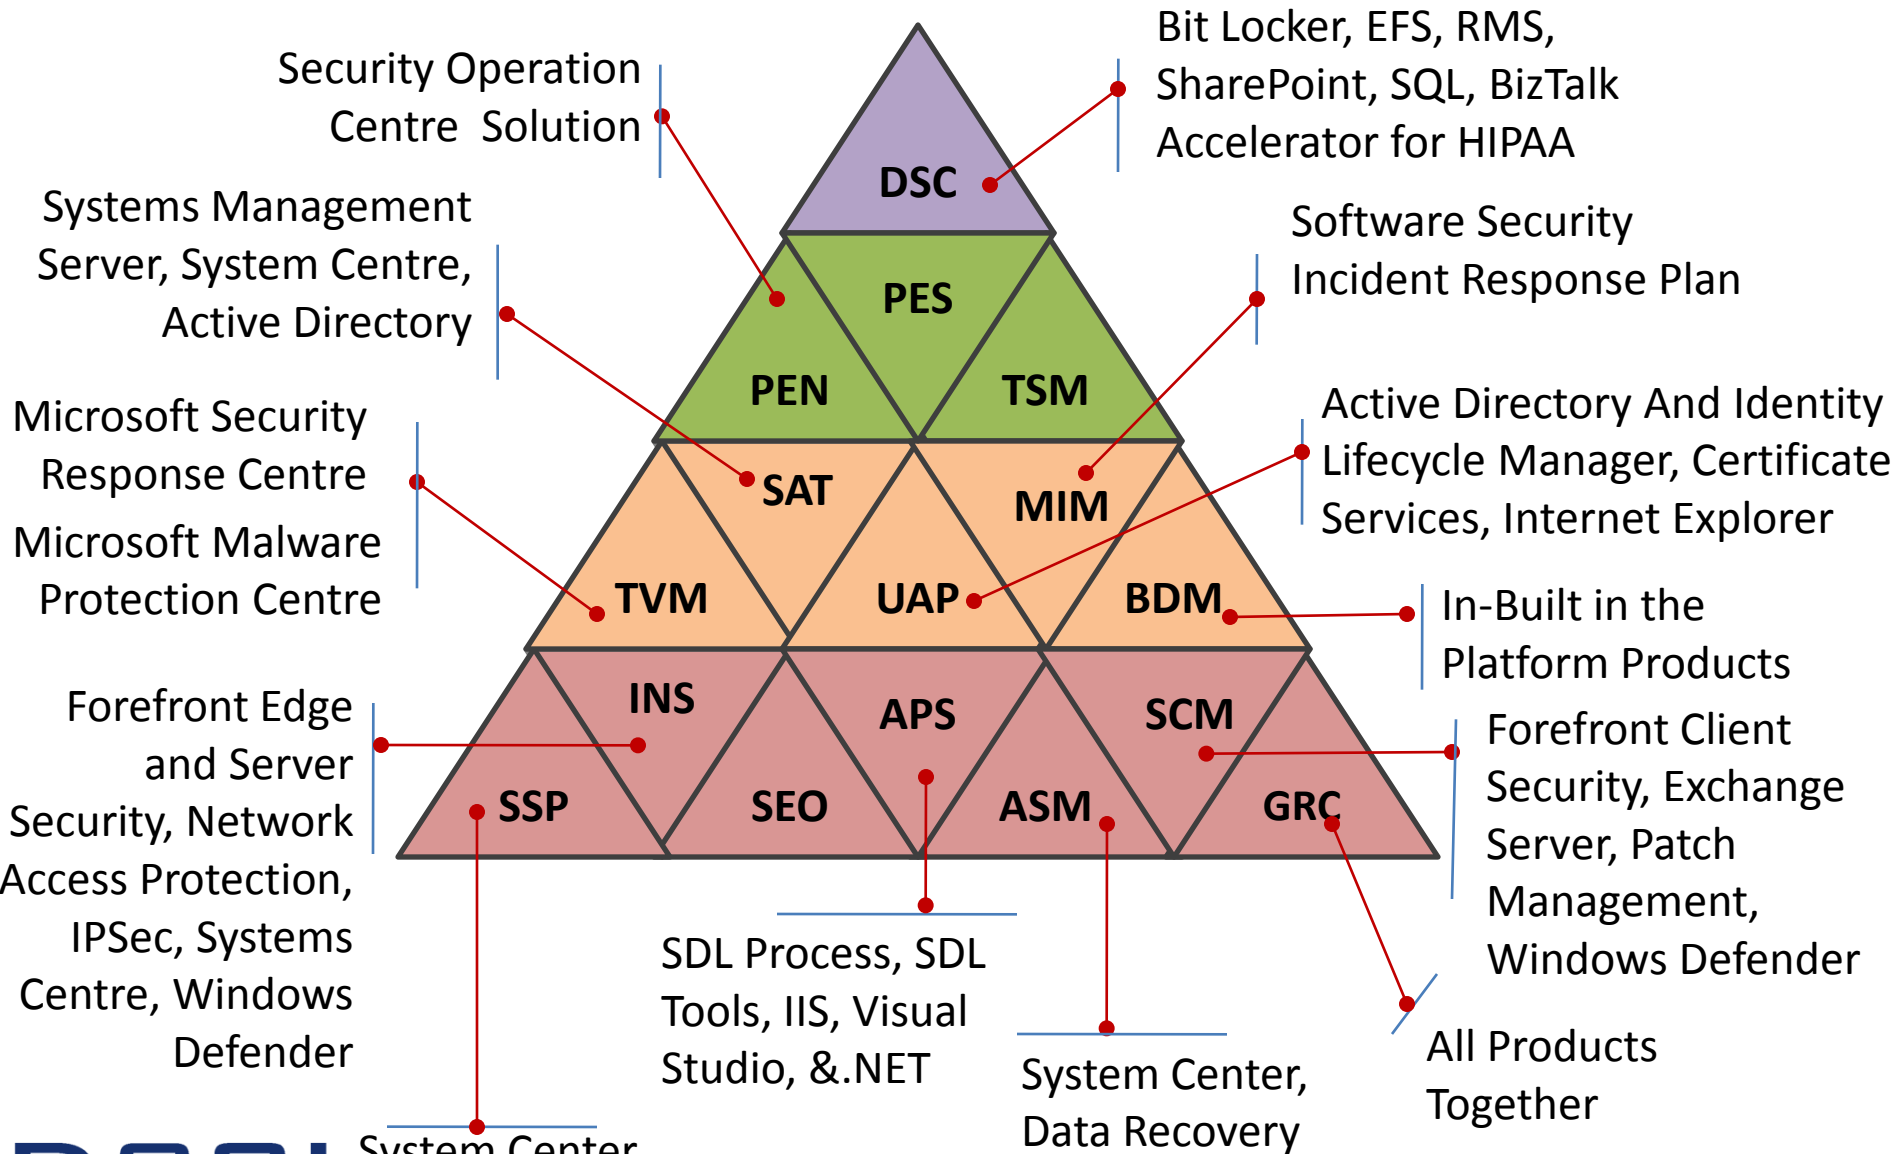 Bit Locker, EFS, RMS,
SharePoint, SQL, BizTalk
Accelerator for HIPAA
Security Operation
Centre Solution
DSC
Systems Management
Server, System Centre,
Active Directory
Software Security
Incident Response Plan
PES
PEN
TSM
Microsoft Security
Response Centre
Microsoft Malware
Protection Centre
Active Directory And Identity
Lifecycle Manager, Certificate
Services, Internet Explorer
SAT
MIM
TVM
UAP
BDM
In-Built in the
Platform Products
INS
APS
SCM
SSP
SEO
ASM
GRC
Forefront Edge
and Server
Security, Network
Access Protection,
IPSec, Systems
Centre, Windows
Defender
Forefront Client
Security, Exchange
Server, Patch
Management,
Windows Defender
SDL Process, SDL
Tools, IIS, Visual
Studio, &.NET
System Center,
Data Recovery
All Products
Together
System Center